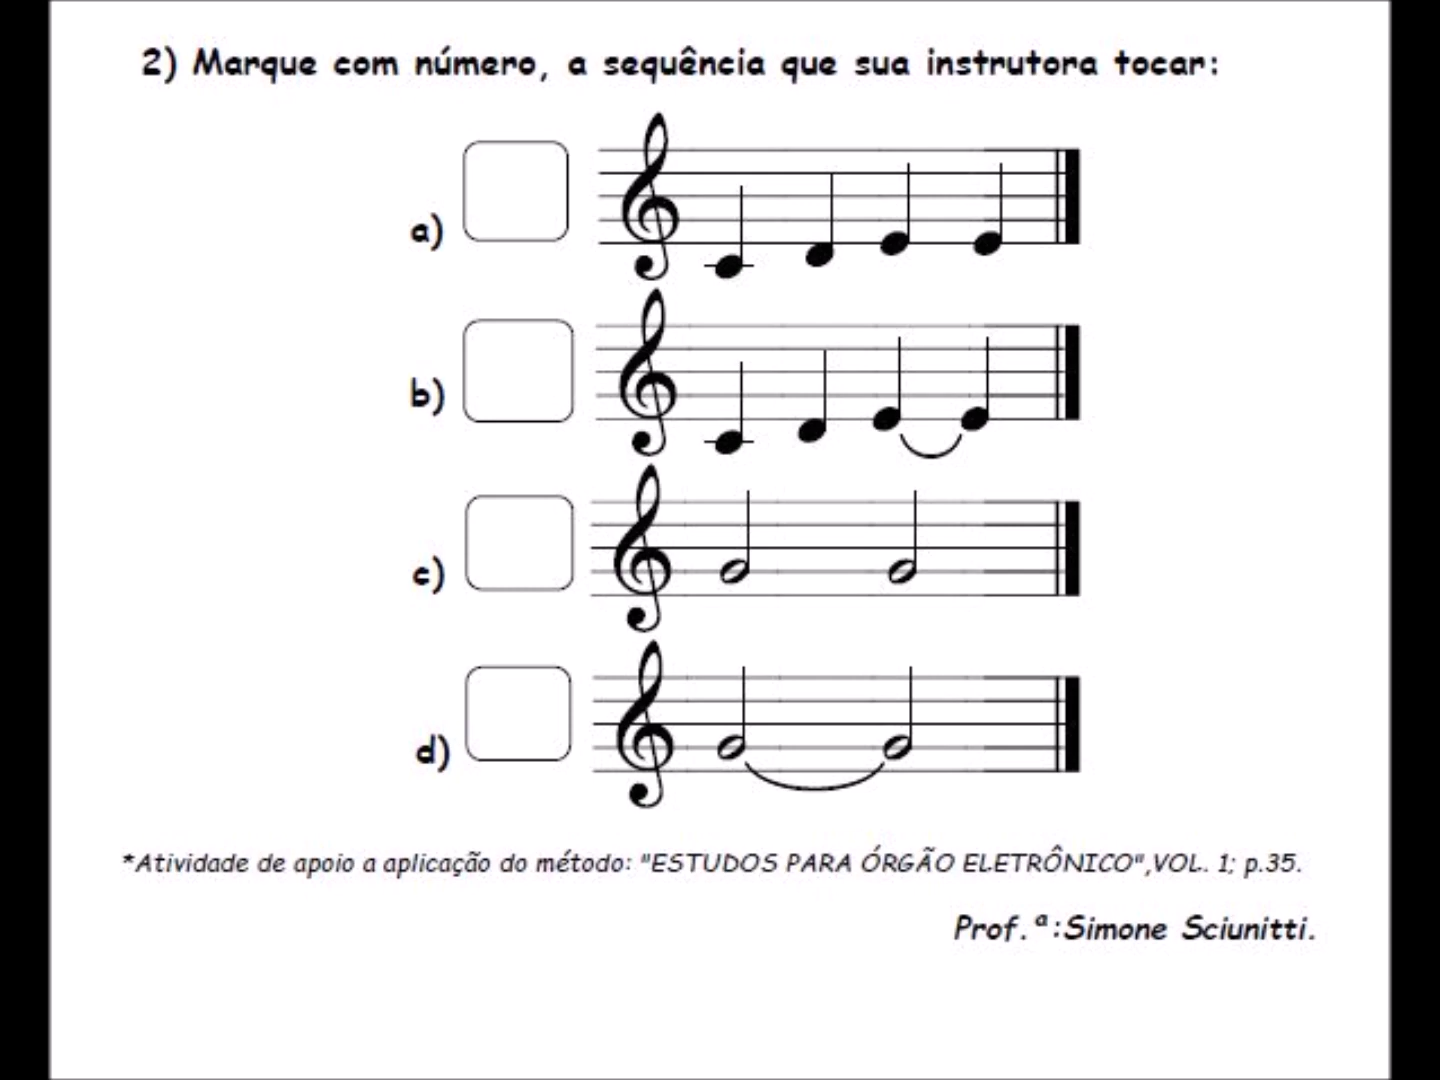 2) Marque com número, a sequência que sua instrutora tocar:
a)
b)
c)
d)
*Atividade de apoio a aplicação do método: "ESTUDOS PARA ÓRGÃO ELETRÔNICO",VOL. 1; p.35.
Prof.ª:Simone Sciunitti.